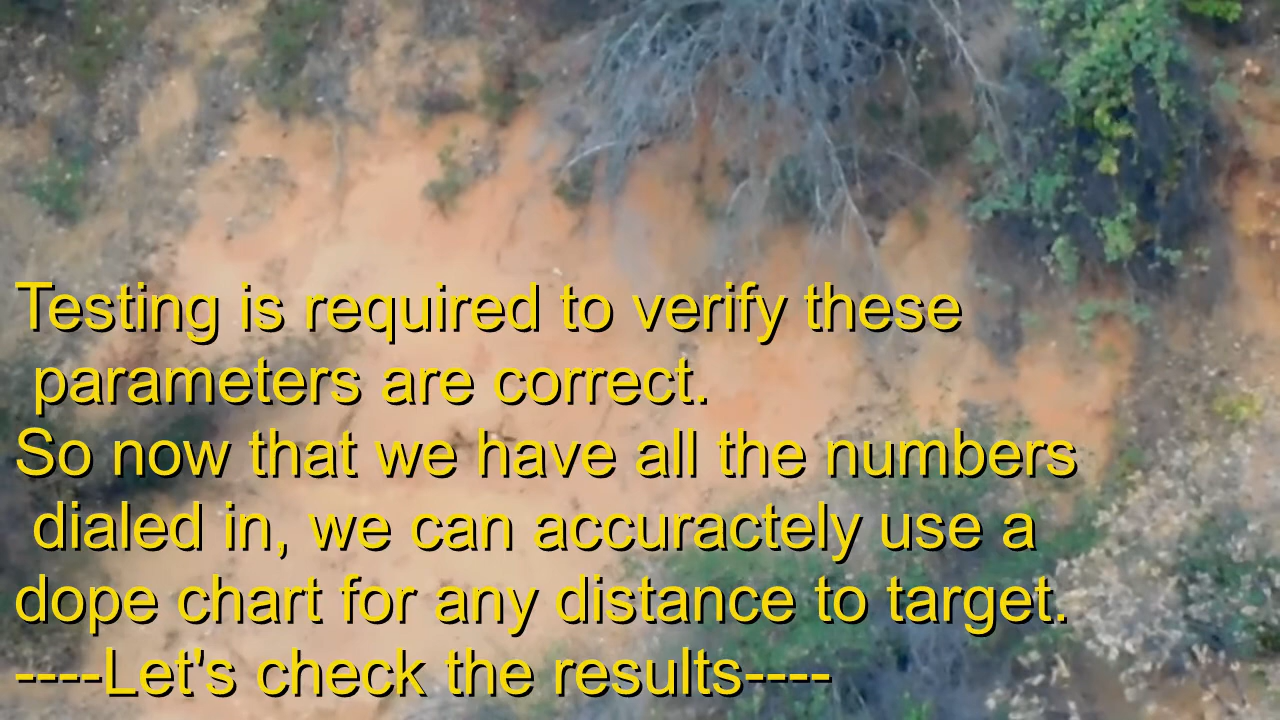 Testing is required to verify these
parameters are correct.
So now that we have all the numbers
dialed in, we can accuractely use a
dope chart for any distance to target.
----Let's check the results----